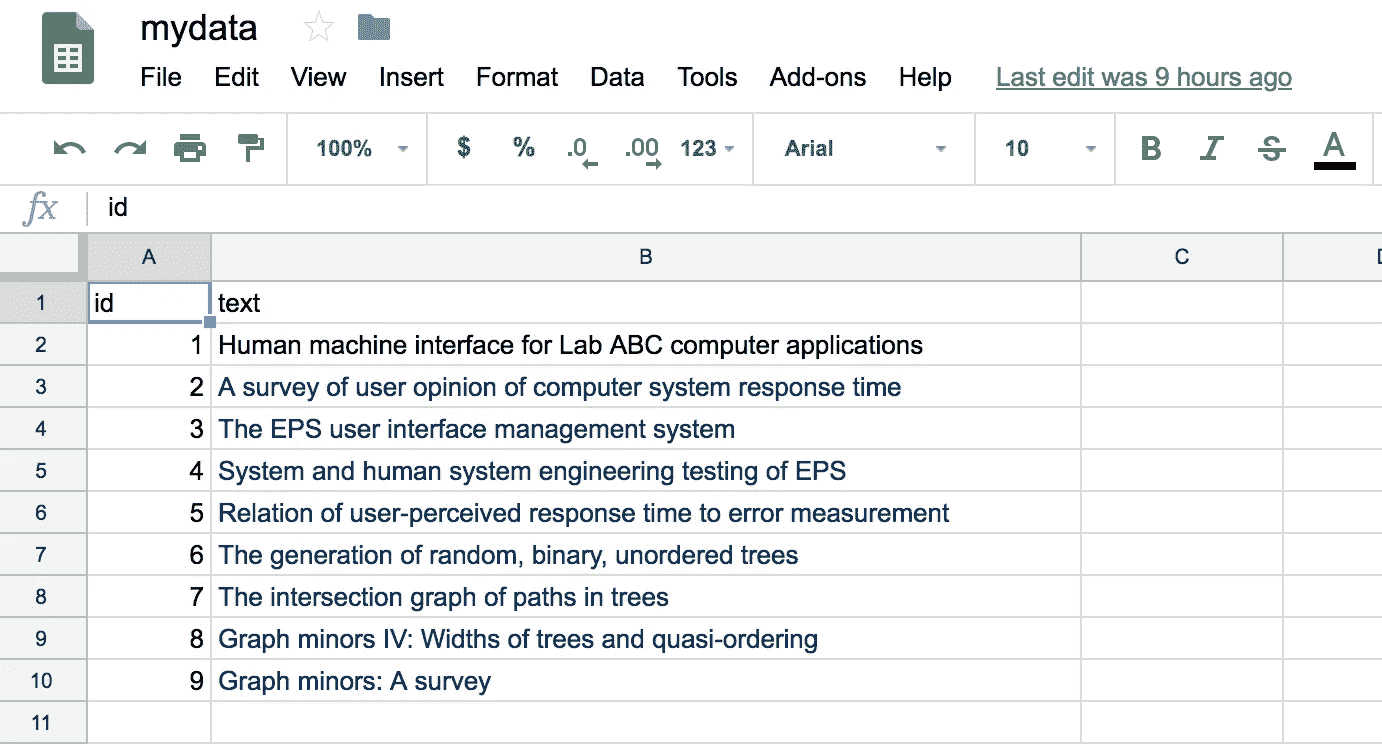 mydata
File Edit View Insert Format Data Tools Add-ons Help Last edit was 9 hours ago
100% $ % .0 .00 123 Arial 10 B I S A
fx id
A B C
1 id text
2 1 Human machine interface for Lab ABC computer applications
3 2 A survey of user opinion of computer system response time
4 3 The EPS user interface management system
5 4 System and human system engineering testing of EPS
6 5 Relation of user-perceived response time to error measurement
7 6 The generation of random, binary, unordered trees
8 7 The intersection graph of paths in trees
9 8 Graph minors IV: Widths of trees and quasi-ordering
10 9 Graph minors: A survey
11